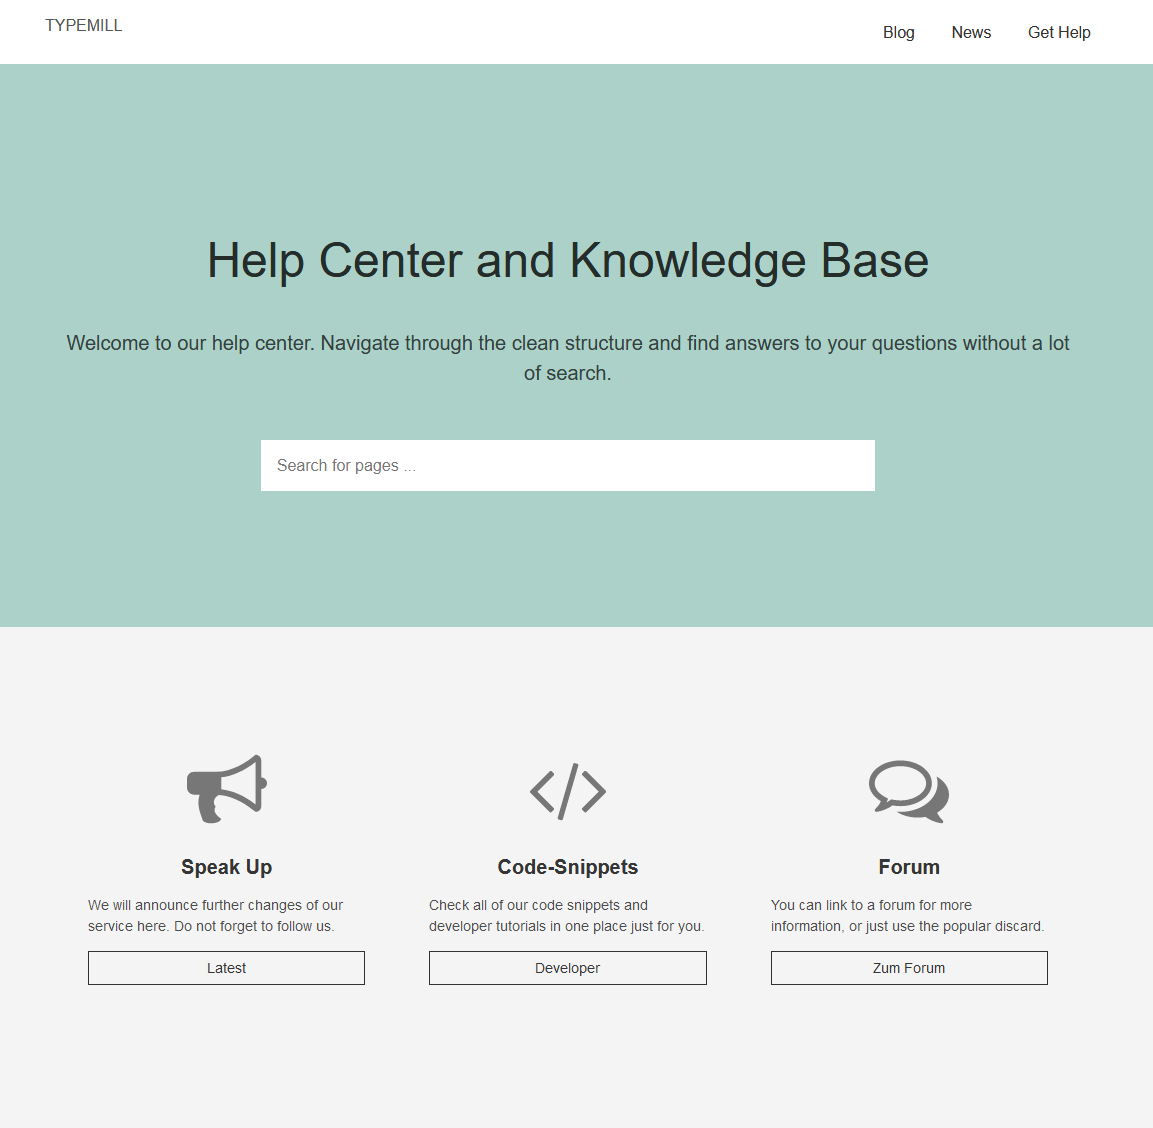 TYPEMILL
Blog News Get Help
Help Center and Knowledge Base
Welcome to our help center. Navigate through the clean structure and find answers to your questions without a lot
of search.
Search for pages ...
Speak Up
We will announce further changes of our
service here. Do not forget to follow us.
Latest
Code-Snippets
Check all of our code snippets and
developer tutorials in one place just for you.
Developer
Forum
You can link to a forum for more
information, or just use the popular discard.
Zum Forum